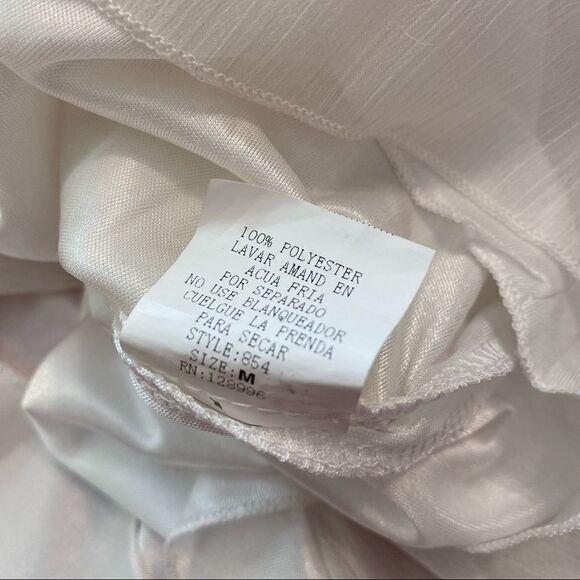 100% POLYESTER
LAVAR AMAND EN
ACUA FRIA
POR SEPARADO
NO USE BLANQUEADOR
CUELGUE LA PRENDA
PARA SECAR
STYLE:854
SIZE:M
RN:128996